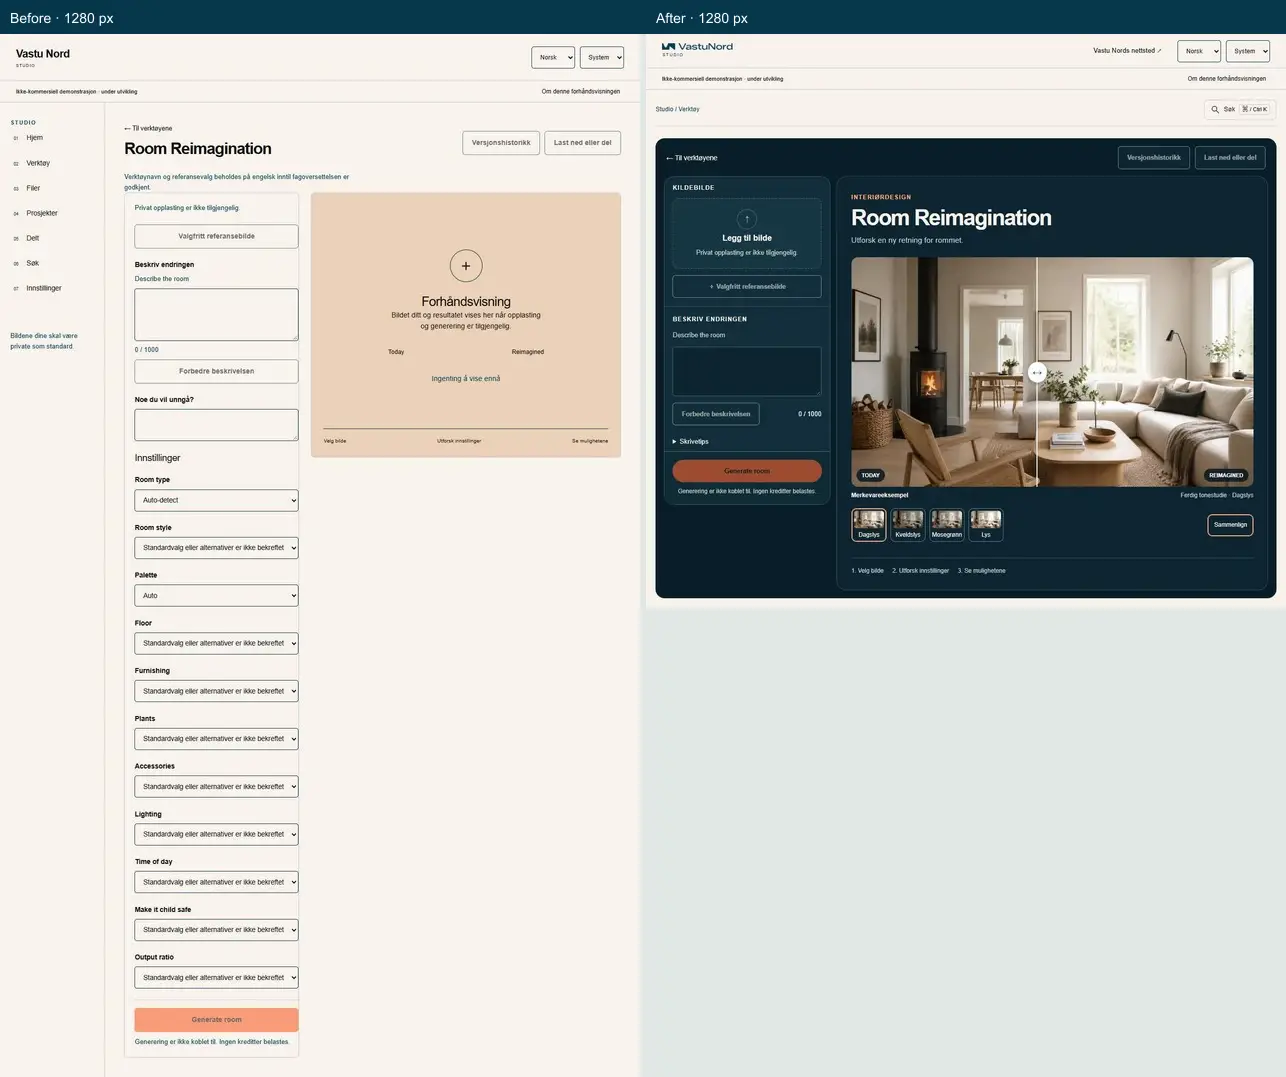 Before · 1280 px
Vastu Nord
STUDIO
Norsk
System
Ikke-kommersiell demonstrasjon · under utvikling
Om denne forhåndsvisningen
STUDIO
01 Hjem
02 Verktøy
03 Filer
04 Prosjekter
05 Delt
06 Søk
07 Innstillinger
Bildene dine skal være
private som standard
← Til verktøyene
Room Reimagination
Versjonshistorikk
Last ned eller del
Verktøynavn og referansevalg beholdes på engelsk inntil fagoversettelsen er
godkjent.
Privat opplasting er ikke tilgjengelig.
Valgfritt referansebilde
Beskriv endringen
Describe the room
0 / 1000
Forbedre beskrivelsen
Noe du vil unngå?
Innstillinger
Room type
Auto-detect
Room style
Standardvalg eller alternativer er ikke bekreftet
Palette
Auto
Floor
Standardvalg eller alternativer er ikke bekreftet
Furnishing
Standardvalg eller alternativer er ikke bekreftet
Plants
Standardvalg eller alternativer er ikke bekreftet
Accessories
Standardvalg eller alternativer er ikke bekreftet
Lighting
Standardvalg eller alternativer er ikke bekreftet
Time of day
Standardvalg eller alternativer er ikke bekreftet
Make it child safe
Standardvalg eller alternativer er ikke bekreftet
Output ratio
Standardvalg eller alternativer er ikke bekreftet
Generate room
Generering er ikke koblet til. Ingen kreditter belastes.
+
Forhåndsvisning
Bildet ditt og resultatet vises her når opplasting
og generering er tilgjengelig.
Today
Reimagined
Ingenting å vise ennå
Velg bilde
Utforsk innstillinger
Se mulighetene
After · 1280 px
VastuNord
STUDIO
Vastu Nords nettsted ↗
Norsk
System
Ikke-kommersiell demonstrasjon · under utvikling
Om denne forhåndsvisningen
Studio / Verktøy
Søk
⌘ / Ctrl K
← Til verktøyene
Versjonshistorikk
Last ned eller del
KILDEBILDE
↑
Legg til bilde
Privat opplasting er ikke tilgjengelig.
+ Valgfritt referansebilde
BESKRIV ENDRINGEN
Describe the room
Forbedre beskrivelsen
0 / 1000
▸ Skrivetips
Generate room
Generering er ikke koblet til. Ingen kreditter belastes.
INTERIØRDESIGN
Room Reimagination
Utforsk en ny retning for rommet.
TODAY
REIMAGINED
Merkevareeksempel
Ferdig tonestudie · Dagslys
Dagslys
Kveldslys
Mosegrønn
Lys
Sammenlign
1. Velg bilde
2. Utforsk innstillinger
3. Se mulighetene